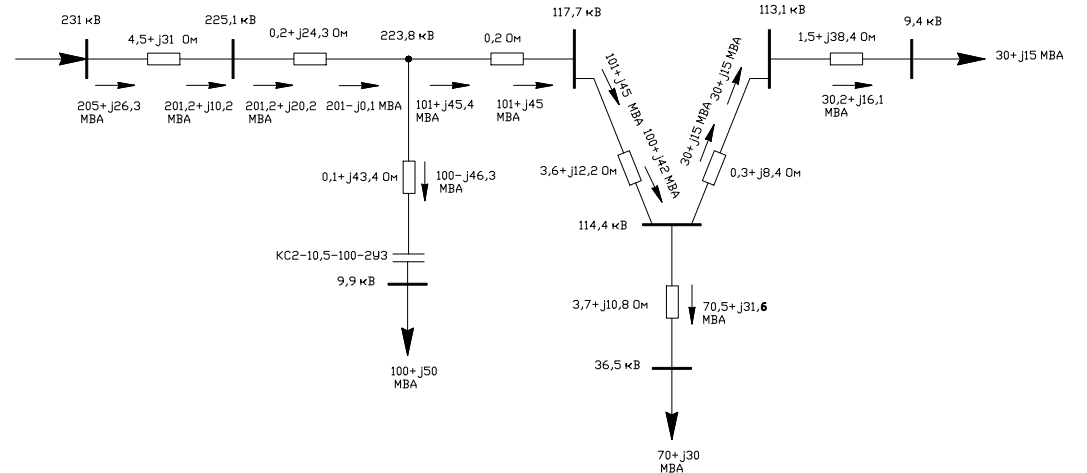 231 кВ
225,1 кВ
223,8 кВ
117,7 кВ
113,1 кВ
9,4 кВ
4,5+j31 Ом
0,2+j24,3 Ом
0,2 Ом
1,5+j38,4 Ом
30+j15 МВА
205+j26,3
МВА
201,2+j10,2
МВА
201,2+j20,2
МВА
201-j0,1 МВА
101+j45,4
МВА
101+j45
МВА
101+j45 МВА
100+j42 МВА
30+j15 МВА
30+j15 МВА
30,2+j16,1
МВА
0,1+j43,4 Ом
100-j46,3
МВА
3,6+j12,2 Ом
0,3+j8,4 Ом
114,4 кВ
КС2-10,5-100-2У3
9,9 кВ
3,7+j10,8 Ом
70,5+j31,6
МВА
100+j50
МВА
36,5 кВ
70+j30
МВА